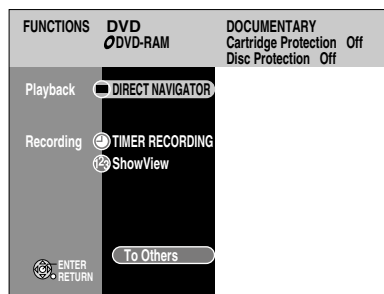 FUNCTIONS DVD DOCUMENTARY
DVD-RAM Cartridge Protection Off
Disc Protection Off
Playback DIRECT NAVIGATOR
Recording TIMER RECORDING
123 ShowView
To Others
ENTER
RETURN